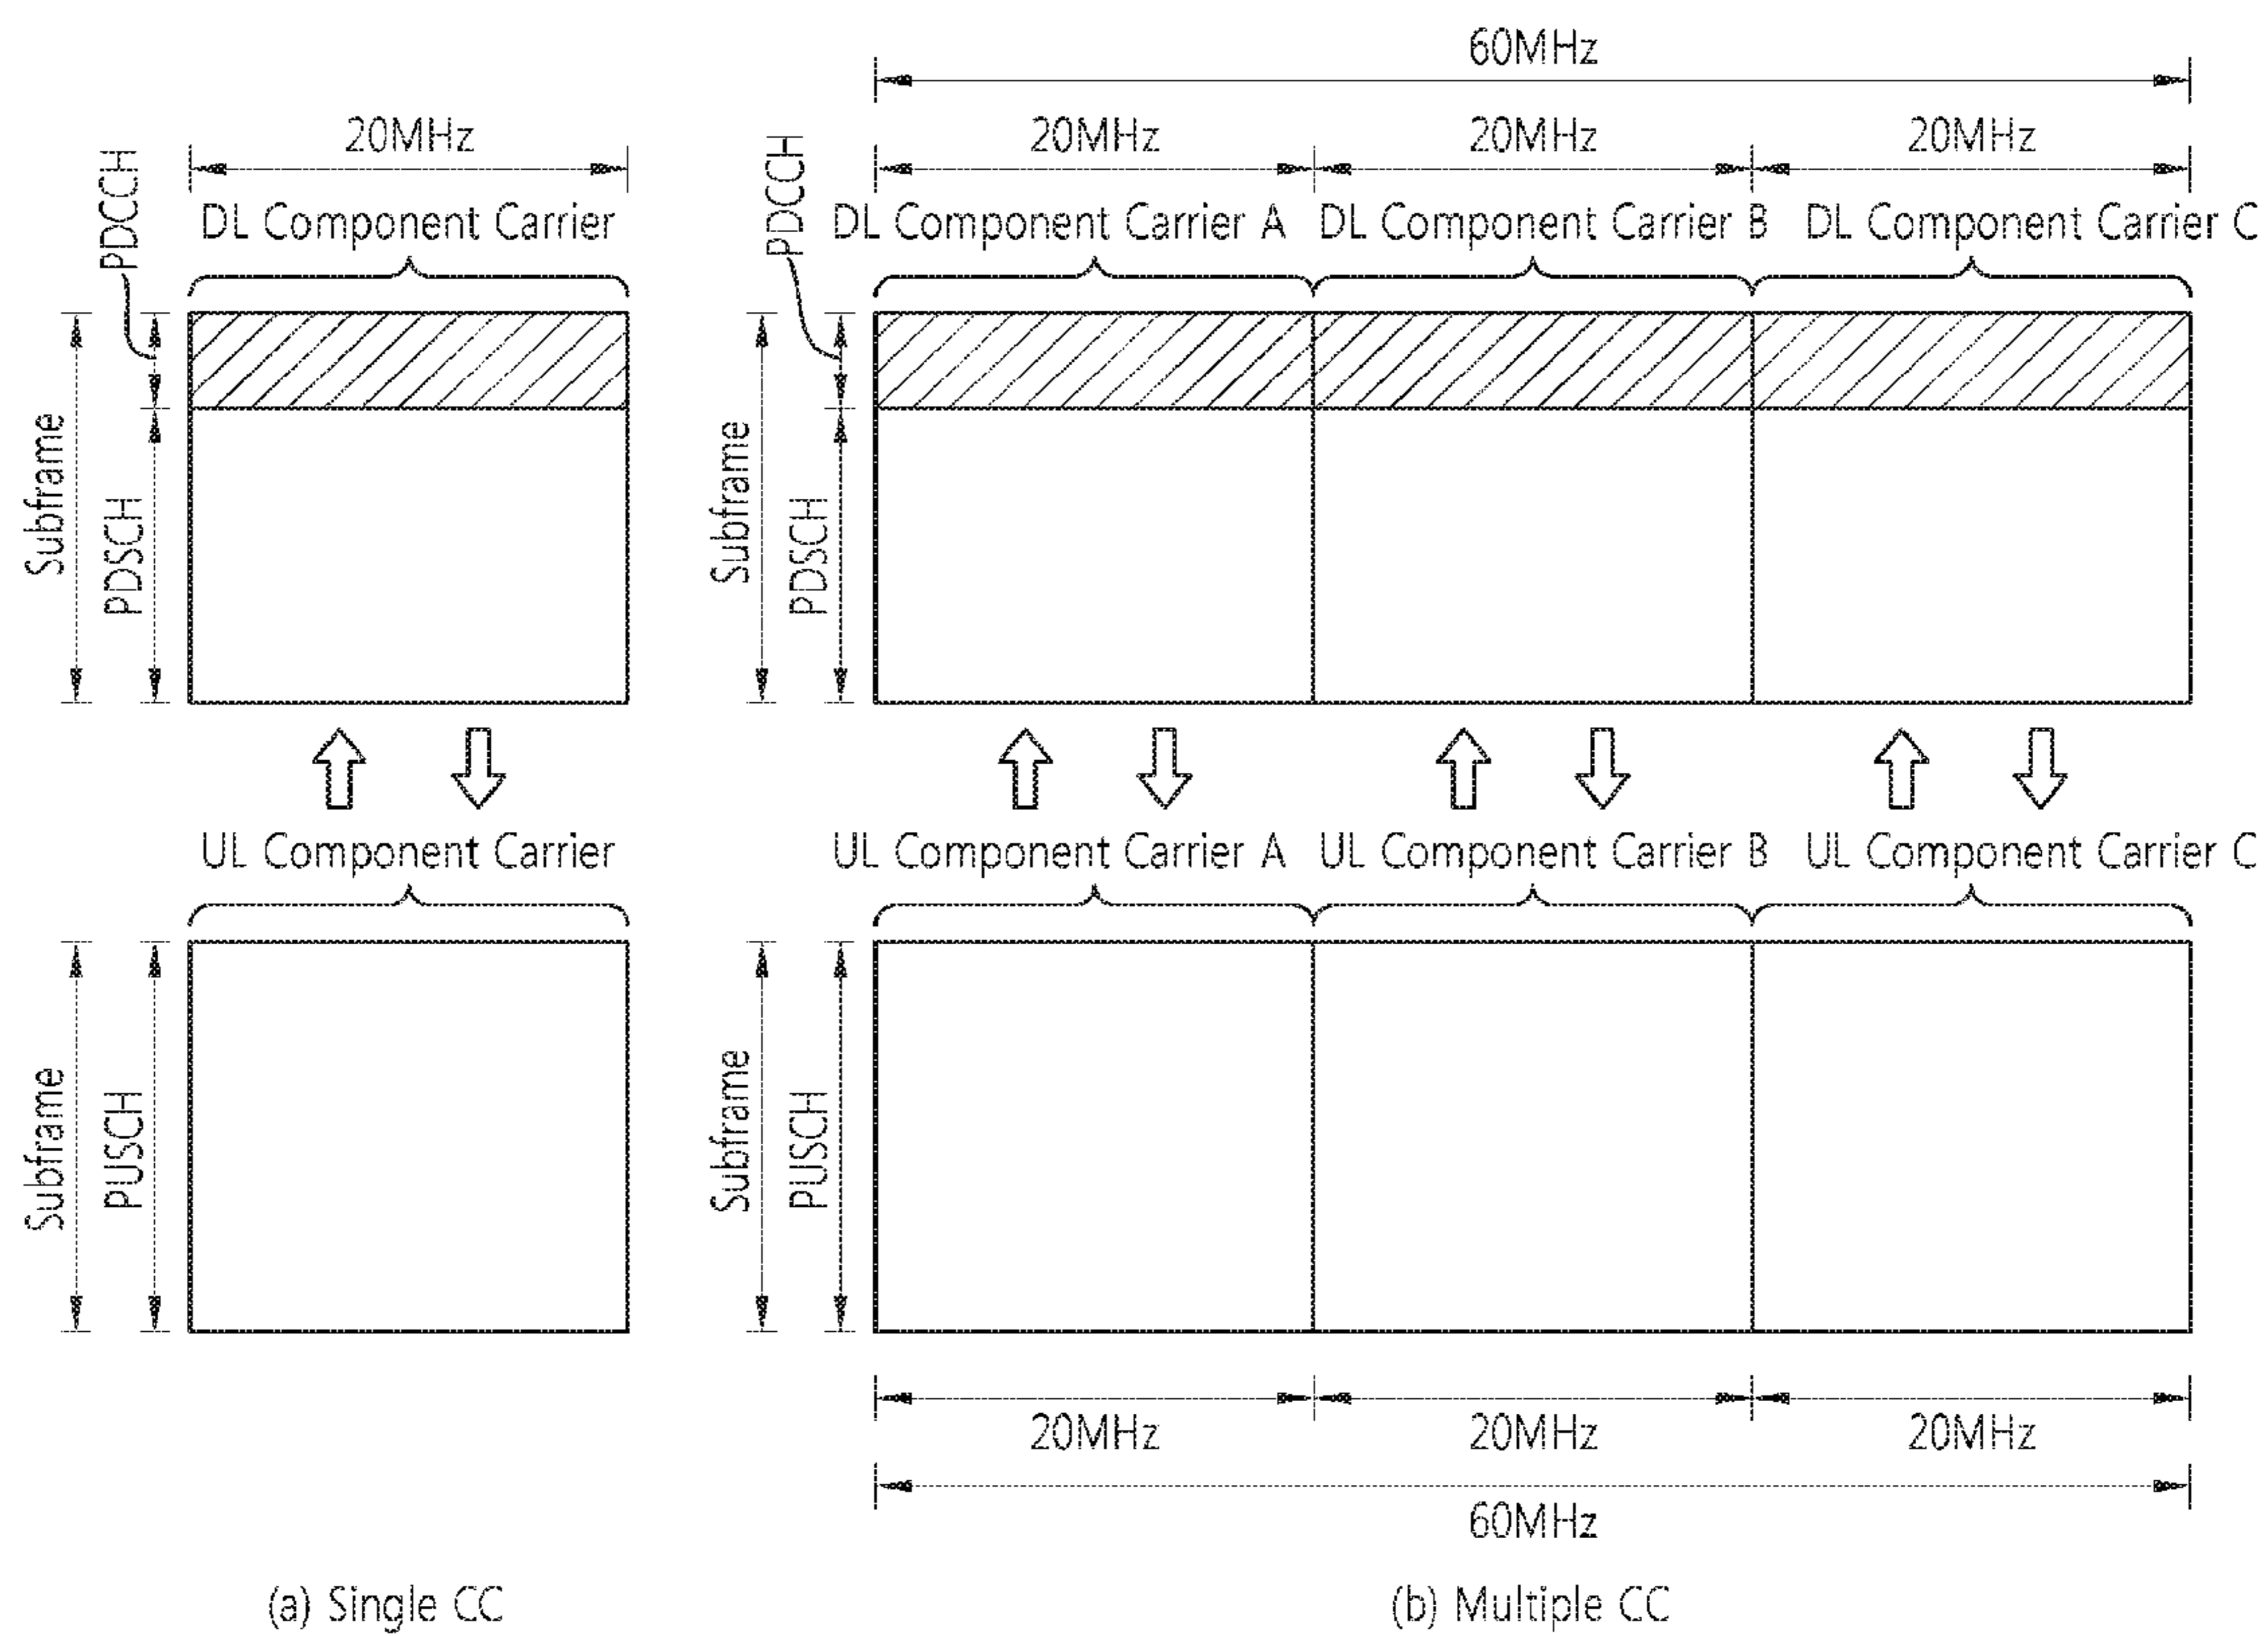 60MHz
20MHz
20MHz
20MHz
20MHz
PDCCH
DL Component Carrier
PDCCH
DL Component Carrier A
DL Component Carrier B
DL Component Carrier C
Subframe
PDSCH
Subframe
PDSCH
UL Component Carrier
UL Component Carrier A
UL Component Carrier B
UL Component Carrier C
Subframe
PUSCH
Subframe
PUSCH
20MHz
20MHz
20MHz
60MHz
(a) Single CC
(b) Multiple CC